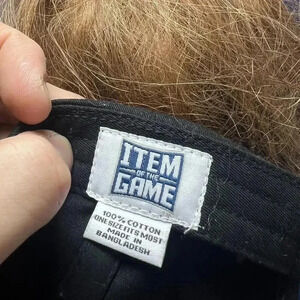 ITEM
OF THE
GAME
100% COTTON
ONE SIZE FITS MOST
MADE IN
BANGLADESH